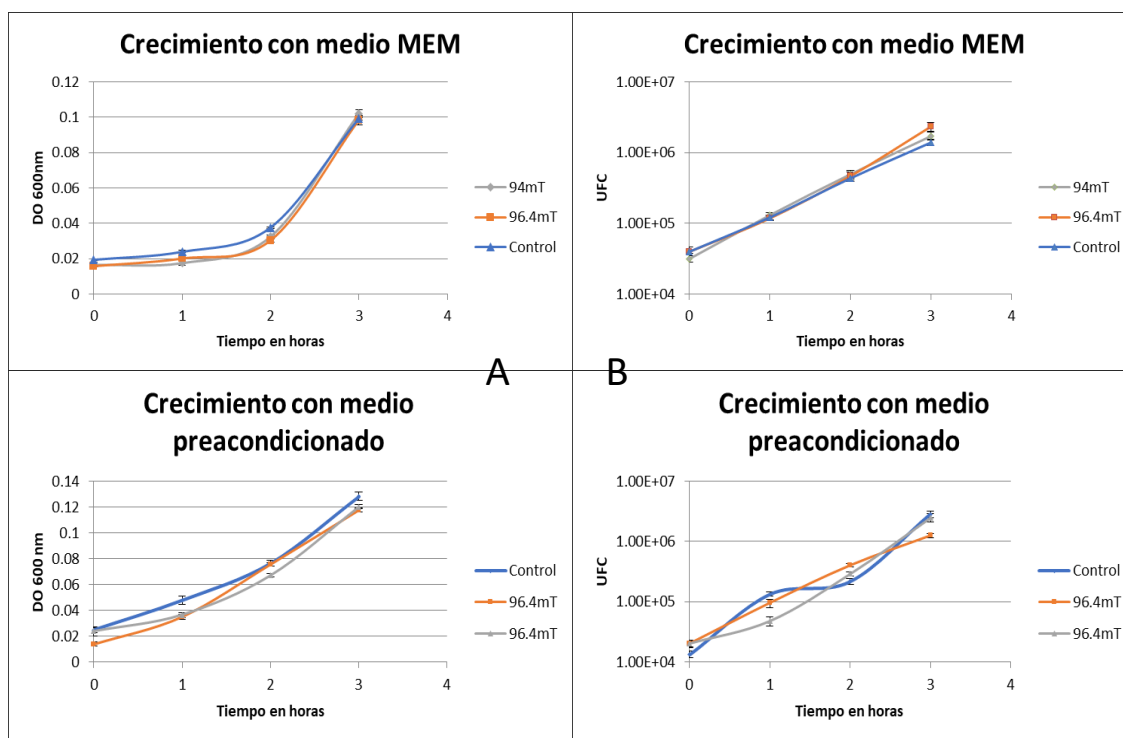 Crecimiento con medio MEM
DO 600nm
0.12
0.1
0.08
0.06
0.04
0.02
0
0 1 2 3 4
Tiempo en horas
94mT
96.4mT
Control
Crecimiento con medio MEM
UFC
1.00E+07
1.00E+06
1.00E+05
1.00E+04
0 1 2 3 4
Tiempo en horas
94mT
96.4mT
Control
A B
Crecimiento con medio
preacondicionado
DO 600 nm
0.14
0.12
0.10
0.08
0.06
0.04
0.02
0
0 1 2 3 4
Tiempo en horas
Control
96.4mT
96.4mT
Crecimiento con medio
preacondicionado
UFC
1.00E+07
1.00E+06
1.00E+05
1.00E+04
0 1 2 3 4
Tiempo en horas
Control
96.4mT
96.4mT